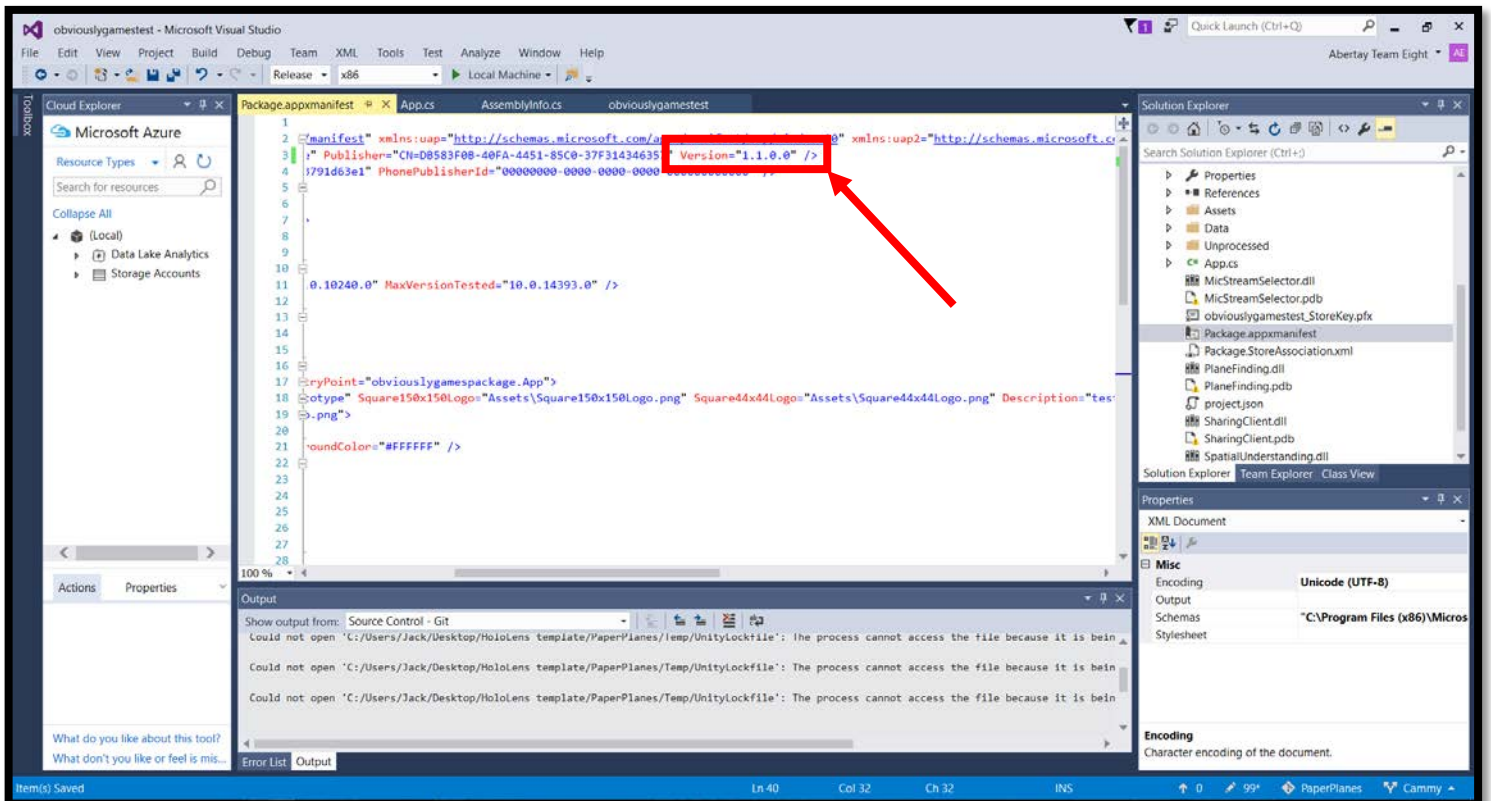 obviouslygamestest - Microsoft Visual Studio
1
Quick Launch (Ctrl+Q)
File Edit View Project Build Debug Team XML Tools Test Analyze Window Help
Abertay Team Eight
AE
Release x86 Local Machine
Toolbox
Cloud Explorer
Microsoft Azure
Resource Types
Search for resources
Collapse All
(Local)
Data Lake Analytics
Storage Accounts
Actions Properties
What do you like about this tool?
What don't you like or feel is mis...
Package.appxmanifest App.cs AssemblyInfo.cs obviouslygamestest
1
2 manifest" xmlns:uap="http://schemas.microsoft.com/ xmlns:uap2="http://schemas.microsoft.c
3 " Publisher="CN=DB583F0B-40FA-4451-85C0-37F31434635 " Version="1.1.0.0" />
4 3791d63e1" PhonePublisherId="00000000-0000-0000-0000-000000000000" />
5
6
7
8
9
10
11 .0.10240.0" MaxVersionTested="10.0.14393.0" />
12
13
14
15
16
17 tryPoint="obviouslygamespackage.App">
18 totype" Square150x150Logo="Assets\Square150x150Logo.png" Square44x44Logo="Assets\Square44x44Logo.png" Description="tes
19 o.png">
20
21 roundColor="#FFFFFF" />
22
23
24
25
26
27
28
100 %
Output
Show output from: Source Control - Git
Could not open 'C:/Users/Jack/Desktop/HoloLens template/PaperPlanes/Temp/UnityLockfile': The process cannot access the file because it is bein
Could not open 'C:/Users/Jack/Desktop/HoloLens template/PaperPlanes/Temp/UnityLockfile': The process cannot access the file because it is bein
Could not open 'C:/Users/Jack/Desktop/HoloLens template/PaperPlanes/Temp/UnityLockfile': The process cannot access the file because it is bein
Error List Output
Solution Explorer
Search Solution Explorer (Ctrl+;)
Properties
References
Assets
Data
Unprocessed
C# App.cs
MicStreamSelector.dll
MicStreamSelector.pdb
obviouslygamestest_StoreKey.pfx
Package.appxmanifest
Package.StoreAssociation.xml
PlaneFinding.dll
PlaneFinding.pdb
project.json
SharingClient.dll
SharingClient.pdb
SpatialUnderstanding.dll
Solution Explorer Team Explorer Class View
Properties
XML Document
Misc
Encoding Unicode (UTF-8)
Output
Schemas "C:\Program Files (x86)\Micros
Stylesheet
Encoding
Character encoding of the document.
Item(s) Saved Ln 40 Col 32 Ch 32 INS 0 99* PaperPlanes Cammy